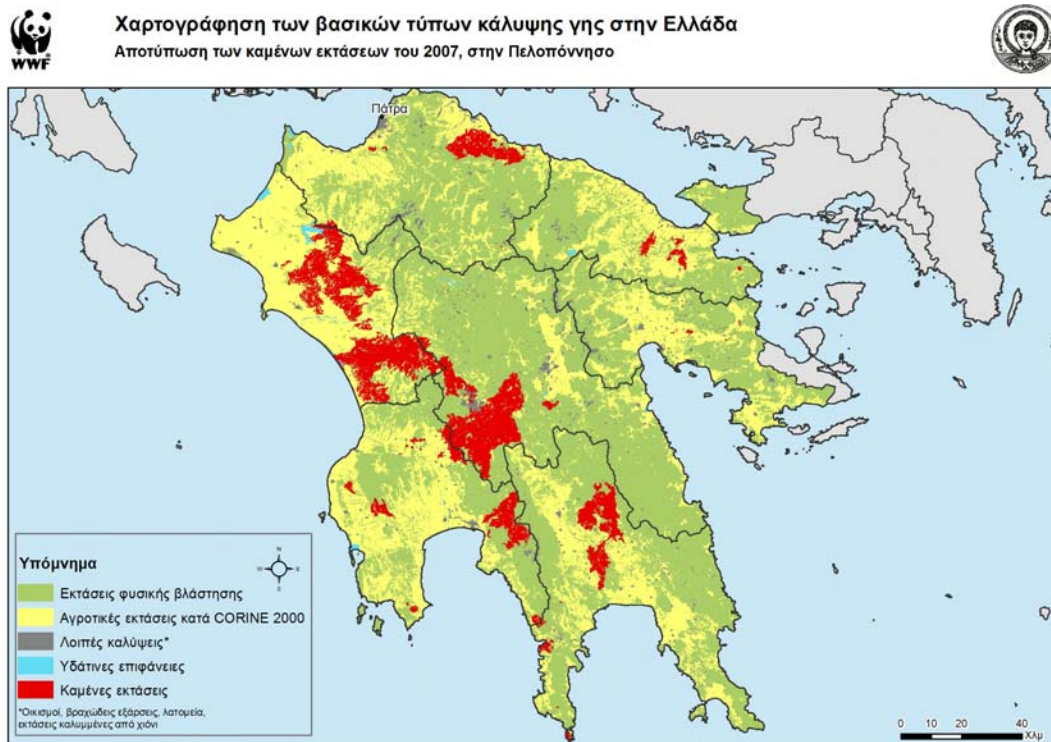 Χαρτογράφηση των βασικών τύπων κάλυψης γης στην Ελλάδα
Αποτύπωση των καμένων εκτάσεων του 2007, στην Πελοπόννησο
WWF
Πάτρα
Υπόμνημα
N
W
E
S
Εκτάσεις φυσικής βλάστησης
Αγροτικές εκτάσεις κατά CORINE 2000
Λοιπές καλύψεις*
Υδάτινες επιφάνειες
Καμένες εκτάσεις
*Οικισμοί, βραχώδεις εξάρσεις, λατομεία,
εκτάσεις καλυμμένες από χιόνι
0 10 20 40
Χλμ